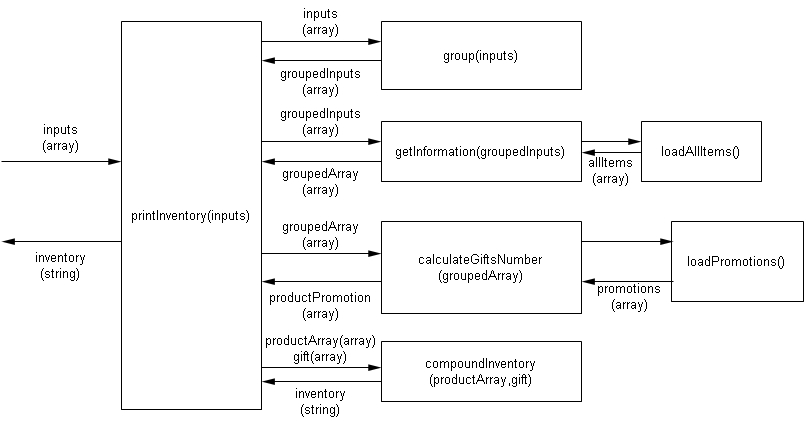 inputs
(array)
group(inputs)
groupedInputs
(array)
groupedInputs
(array)
inputs
(array)
getInformation(groupedInputs)
loadAllItems()
allItems
(array)
groupedArray
(array)
printInventory(inputs)
groupedArray
(array)
inventory
(string)
calculateGiftsNumber
(groupedArray)
loadPromotions()
productPromotion
(array)
promotions
(array)
productArray(array)
gift(array)
compoundInventory
(productArray,gift)
inventory
(string)